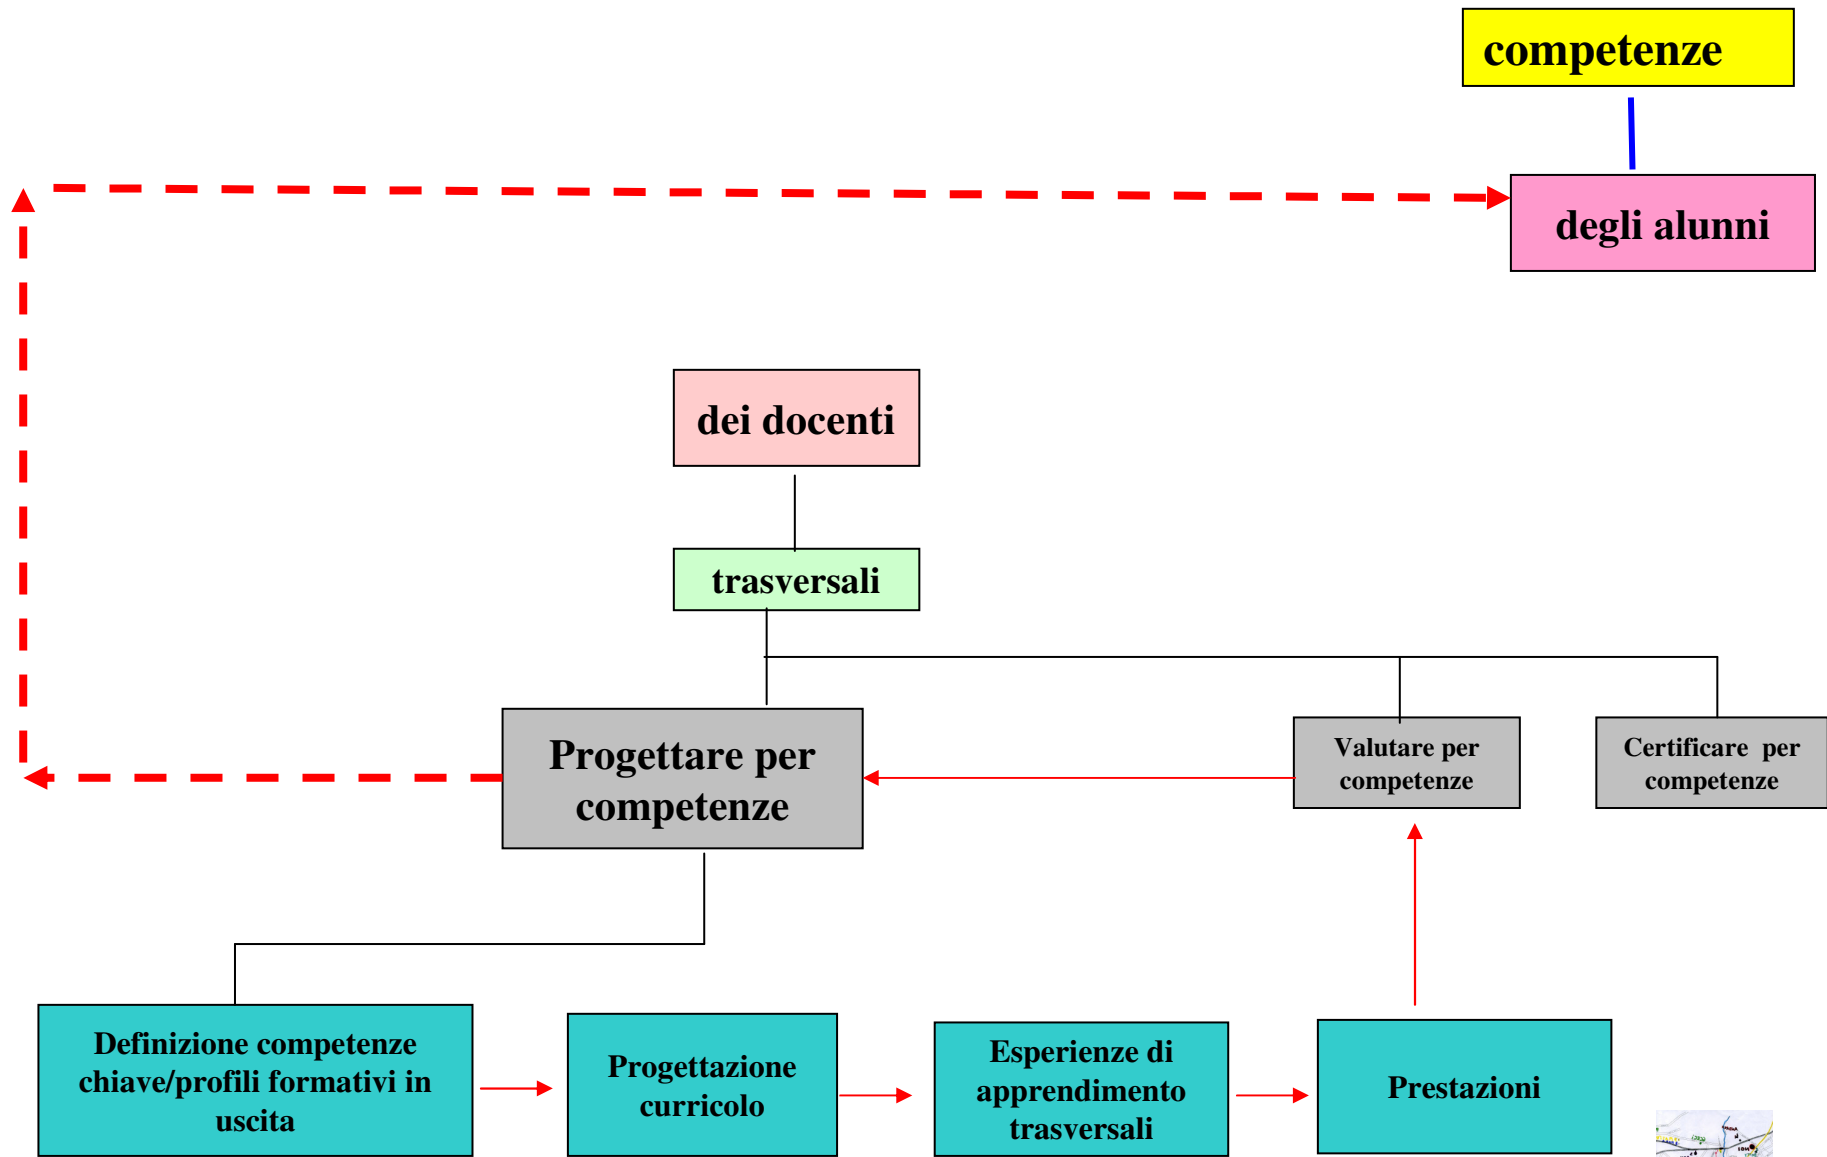 competenze
degli alunni
dei docenti
trasversali
Progettare per
competenze
Valutare per
competenze
Certificare per
competenze
Definizione competenze
chiave/profili formativi in
uscita
Progettazione
curricolo
Esperienze di
apprendimento
trasversali
Prestazioni